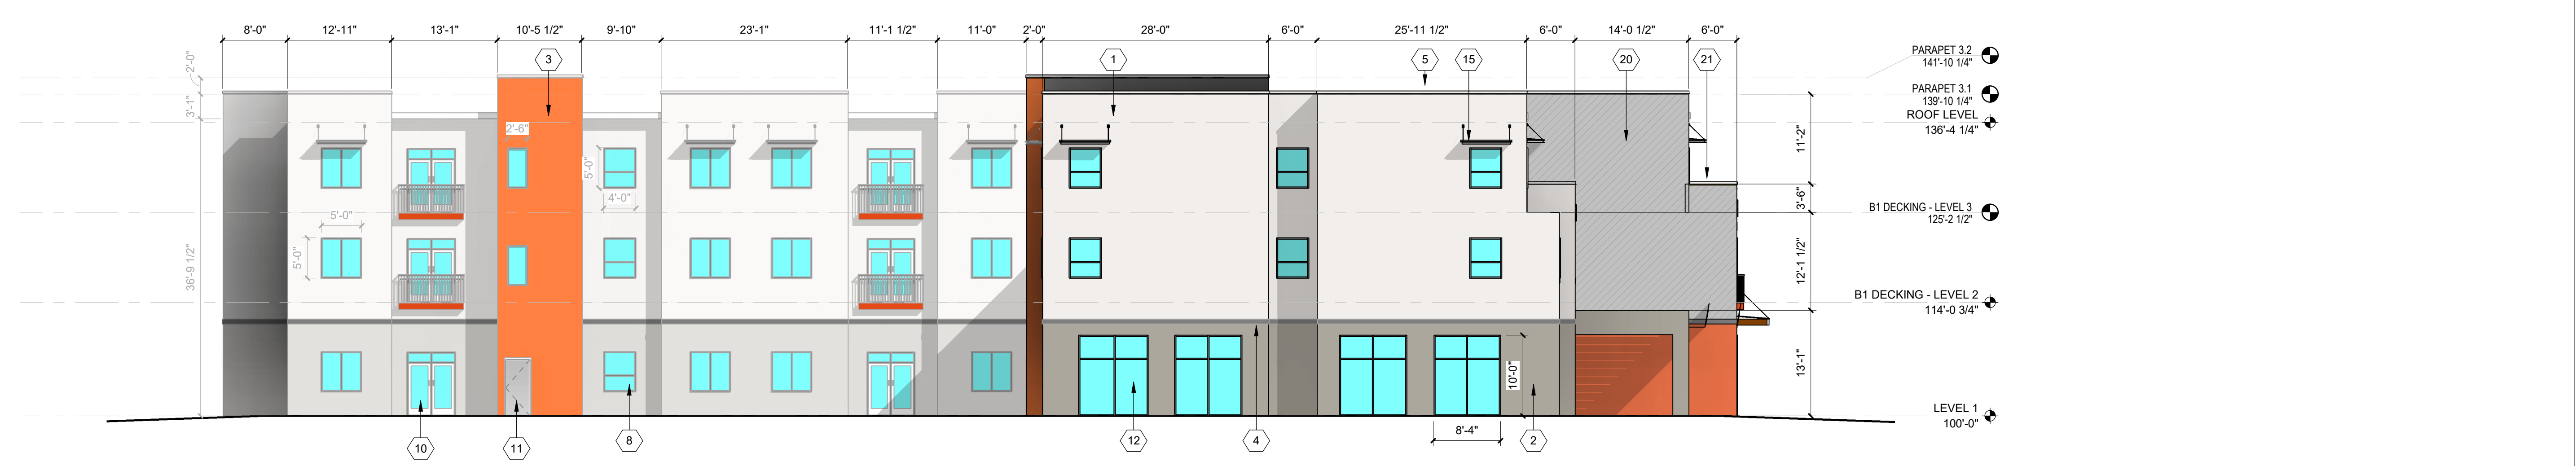 8'-0" 12'-11" 13'-1" 10'-5 1/2" 9'-10" 23'-1" 11'-1 1/2" 11'-0" 2'-0" 28'-0" 6'-0" 25'-11 1/2" 6'-0" 14'-0 1/2" 6'-0"
3 1 5 15 20 21
2'-0"
3'-1"
36'-9 1/2"
2'-6"
5'-0"
4'-0"
5'-0"
5'-0"
10'-0"
8'-4"
11'-2"
3'-6"
12'-1 1/2"
13'-1"
PARAPET 3.2
141'-10 1/4"
PARAPET 3.1
139'-10 1/4"
ROOF LEVEL
136'-4 1/4"
B1 DECKING - LEVEL 3
125'-2 1/2"
B1 DECKING - LEVEL 2
114'-0 3/4"
LEVEL 1
100'-0"
10 11 8 12 4 2